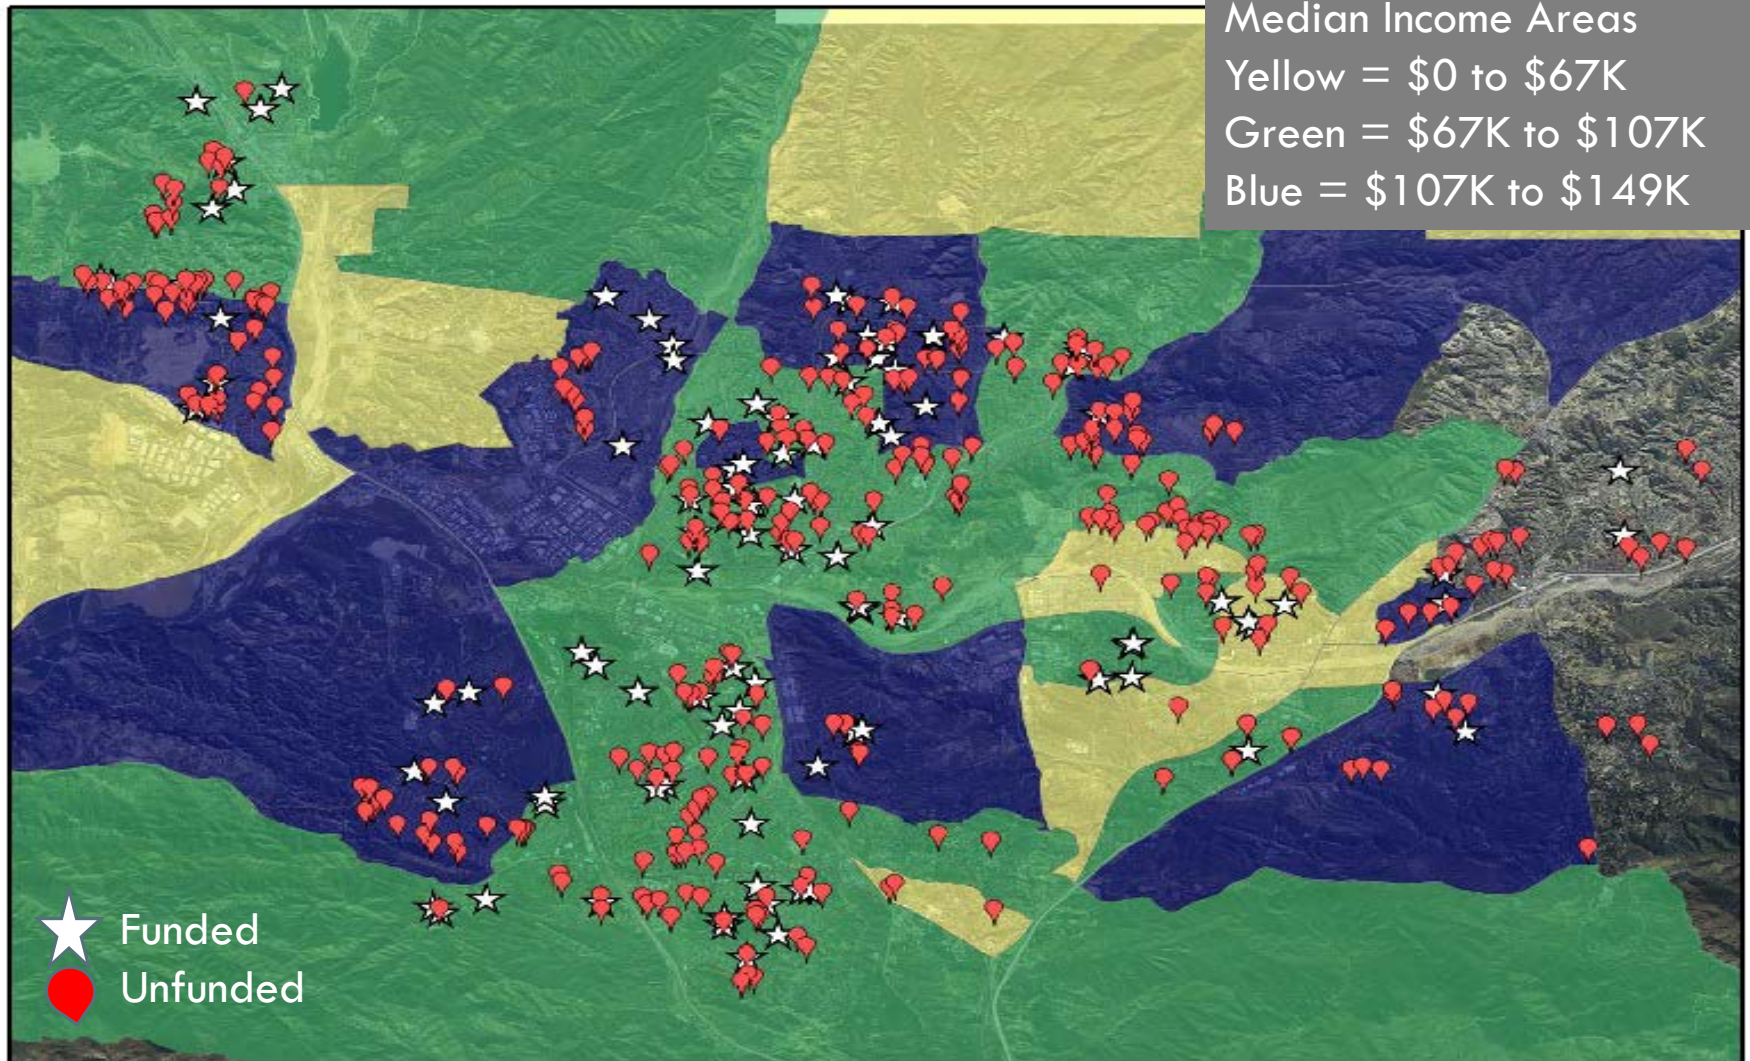 Median Income Areas
Yellow = $0 to $67K
Green = $67K to $107K
Blue = $107K to $149K
Funded
Unfunded